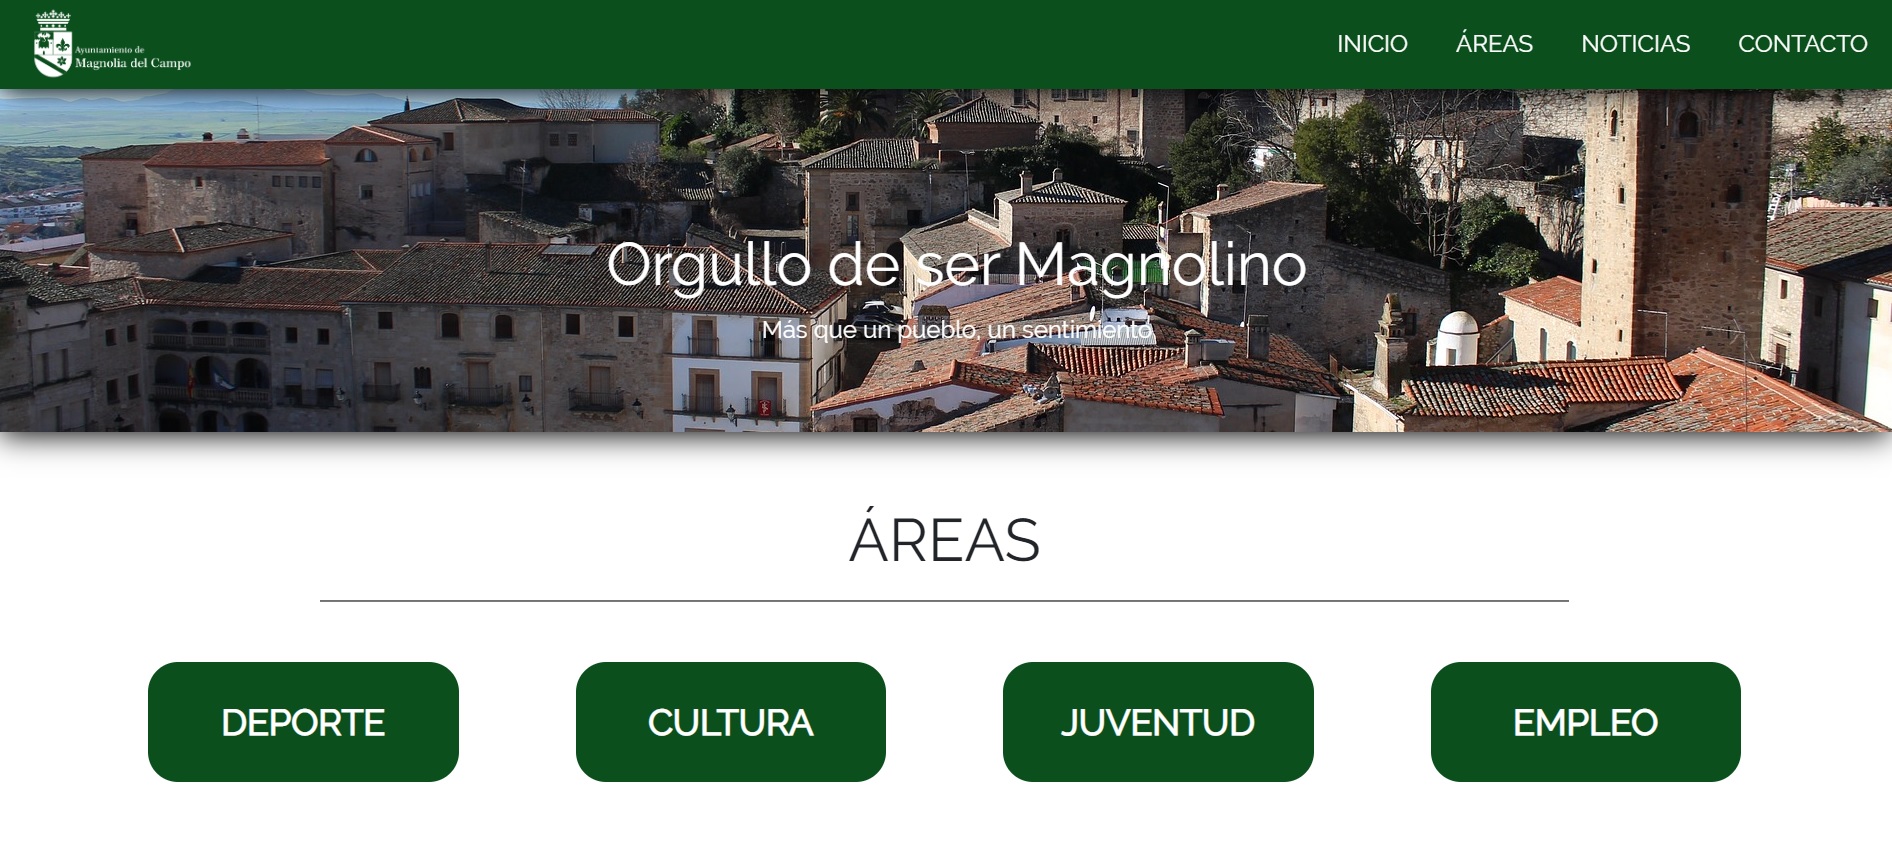 Ayuntamiento de
Magnolia del Campo
INICIO ÁREAS NOTICIAS CONTACTO
Orgullo de ser Magnolino
Más que un pueblo, un sentimiento
ÁREAS
DEPORTE CULTURA JUVENTUD EMPLEO